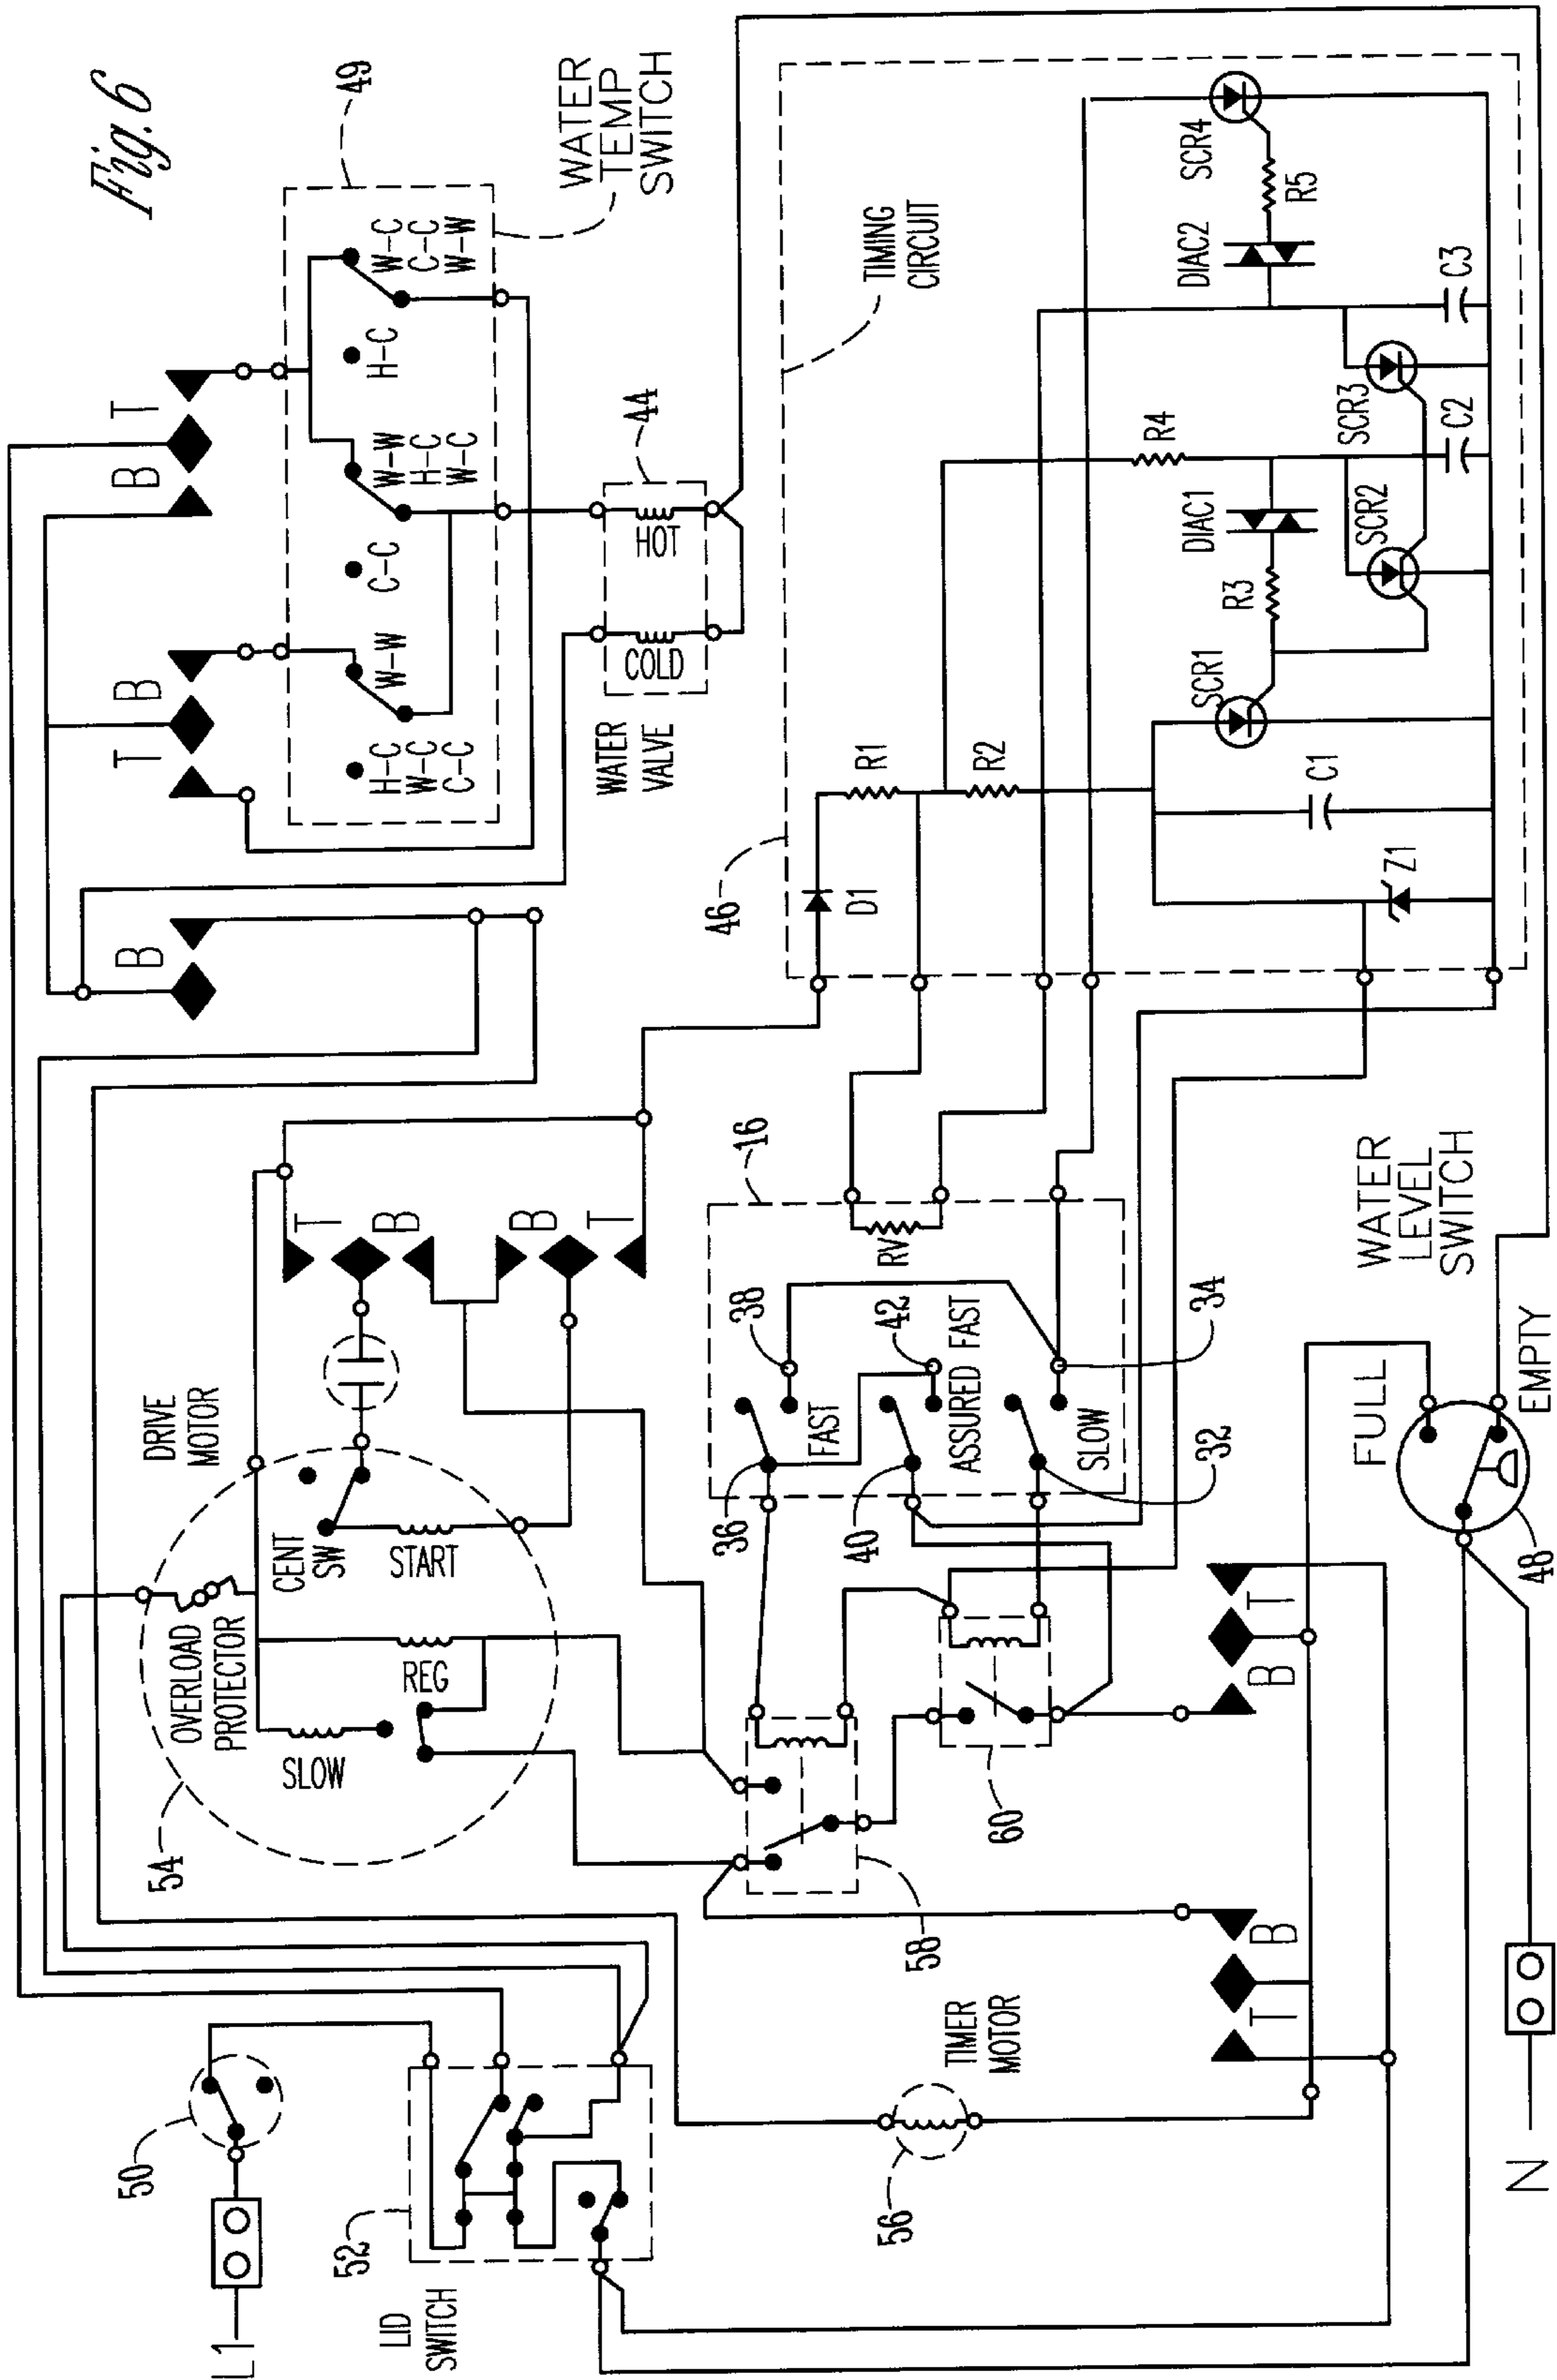 Fig. 6
L1
50
52
LID
SWITCH
54
OVERLOAD
PROTECTOR
SLOW
REG
CENT
SW
START
DRIVE
MOTOR
T
B
B
T
B
T
B
B
T
49
H-C
W-C
C-C
W-W
C-C
W-W
H-C
W-C
H-C
W-C
C-C
W-W
WATER
TEMP
SWITCH
WATER
VALVE
COLD
HOT
44
46
TIMING
CIRCUIT
D1
R1
R2
Z1
C1
SCR1
R3
DIAC1
SCR2
R4
C2
SCR3
C3
DIAC2
R5
SCR4
16
RV
36
38
FAST
40
42
ASSURED FAST
32
34
SLOW
58
60
56
TIMER
MOTOR
T
B
B
T
N
48
FULL
EMPTY
WATER
LEVEL
SWITCH